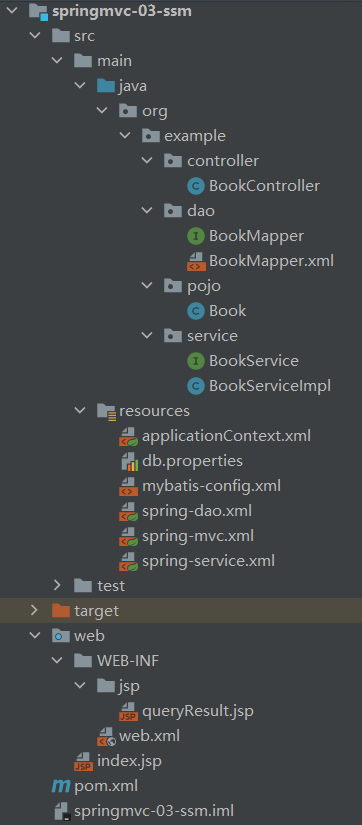 springmvc-03-ssm
src
main
java
org
example
controller
BookController
dao
BookMapper
BookMapper.xml
pojo
Book
service
BookService
BookServiceImpl
resources
applicationContext.xml
db.properties
mybatis-config.xml
spring-dao.xml
spring-mvc.xml
spring-service.xml
test
target
web
WEB-INF
jsp
queryResult.jsp
web.xml
index.jsp
pom.xml
springmvc-03-ssm.iml